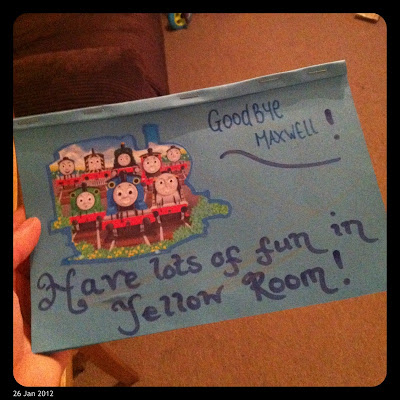 GOODBYE
MAXWELL!
Have lots of fun in
Yellow Room!
26 Jan 2012